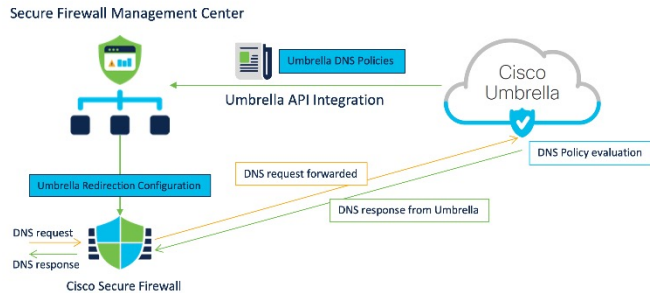 Secure Firewall Management Center
Umbrella DNS Policies
Umbrella API Integration
Cisco
Umbrella
DNS Policy evaluation
DNS request forwarded
Umbrella Redirection Configuration
DNS response from Umbrella
DNS request
DNS response
Cisco Secure Firewall